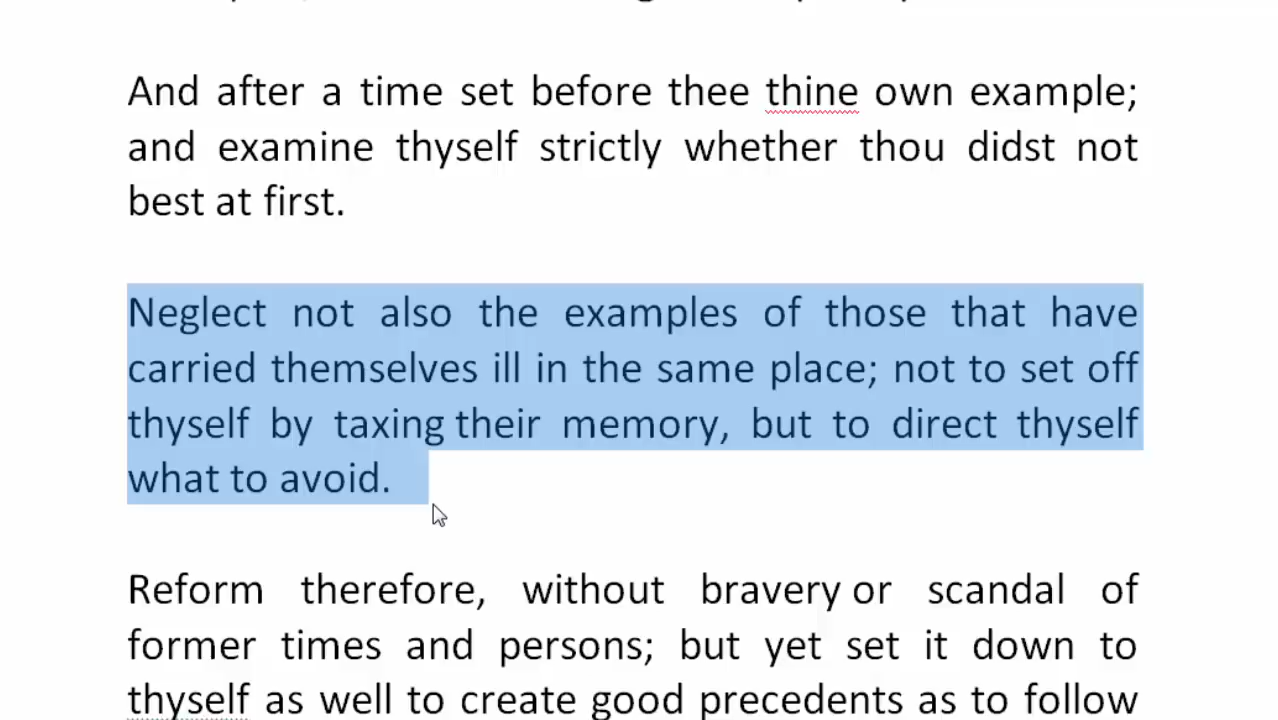 And after a time set before thee thine own example;
and examine thyself strictly whether thou didst not
best at first.
Neglect not also the examples of those that have
carried themselves ill in the same place; not to set off
thyself by taxing their memory, but to direct thyself
what to avoid.
Reform therefore, without bravery or scandal of
former times and persons; but yet set it down to
thyself as well to create good precedents as to follow